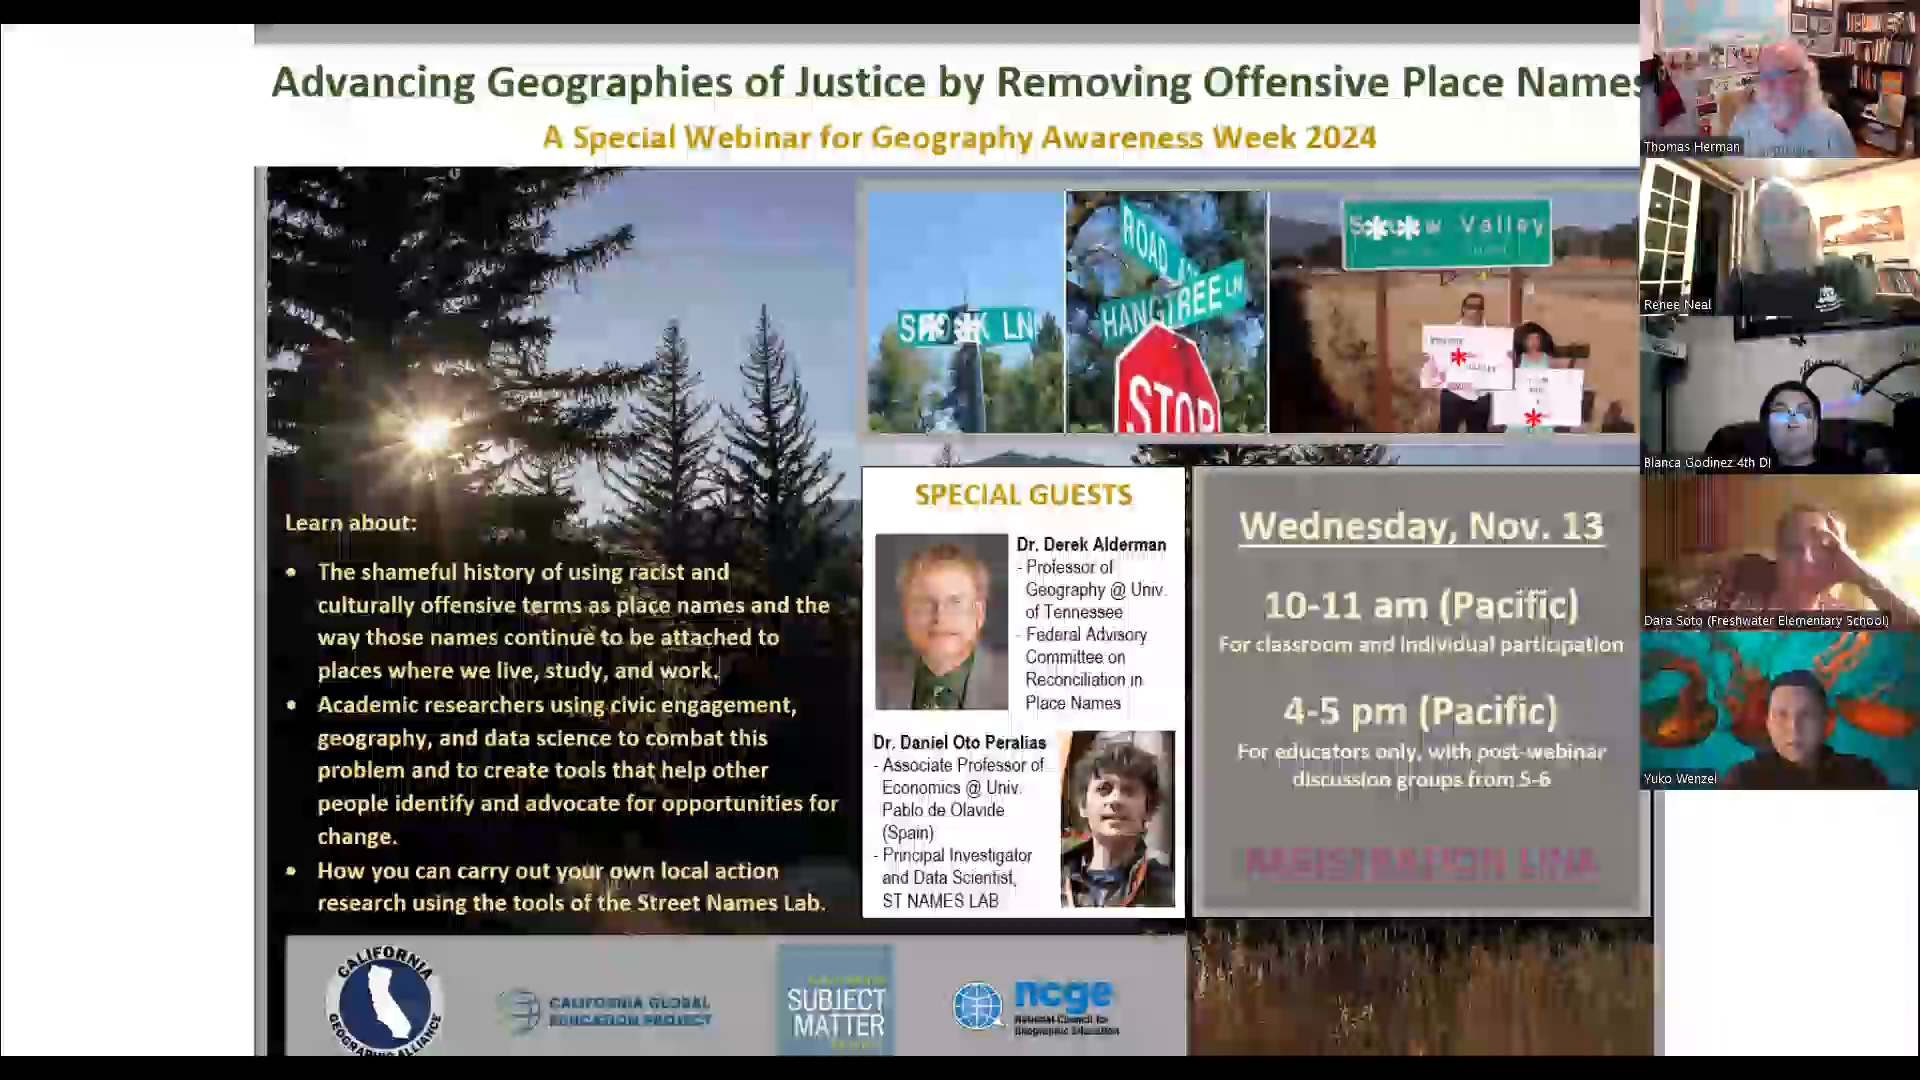 Advancing Geographies of Justice by Removing Offensive Place Names
A Special Webinar for Geography Awareness Week 2024
LN
ROAD
HANGTREE LN
STOP
Valley
Learn about:
• The shameful history of using racist and
culturally offensive terms as place names and the
way those names continue to be attached to
places where we live, study, and work.
• Academic researchers using civic engagement,
geography, and data science to combat this
problem and to create tools that help other
people identify and advocate for opportunities for
change.
• How you can carry out your own local action
research using the tools of the Street Names Lab.
SPECIAL GUESTS
Dr. Derek Alderman
- Professor of
Geography @ Univ.
of Tennessee
- Federal Advisory
Committee on
Reconciliation in
Place Names
Dr. Daniel Oto Peralias
- Associate Professor of
Economics @ Univ.
Pablo de Olavide
(Spain)
- Principal Investigator
and Data Scientist,
ST NAMES LAB
Wednesday, Nov. 13
10-11 am (Pacific)
For classroom and individual participation
4-5 pm (Pacific)
For educators only, with post-webinar
discussion groups from 5-6
REGISTRATION LINK
CALIFORNIA
GEOGRAPHIC ALLIANCE
CALIFORNIA GLOBAL
EDUCATION PROJECT
SUBJECT
MATTER
ncge
National Council for
Geographic Education
Thomas Herman
Renee Neal
Blanca Godinez 4th DI
Dara Soto (Freshwater Elementary School)
Yuko Wenzel